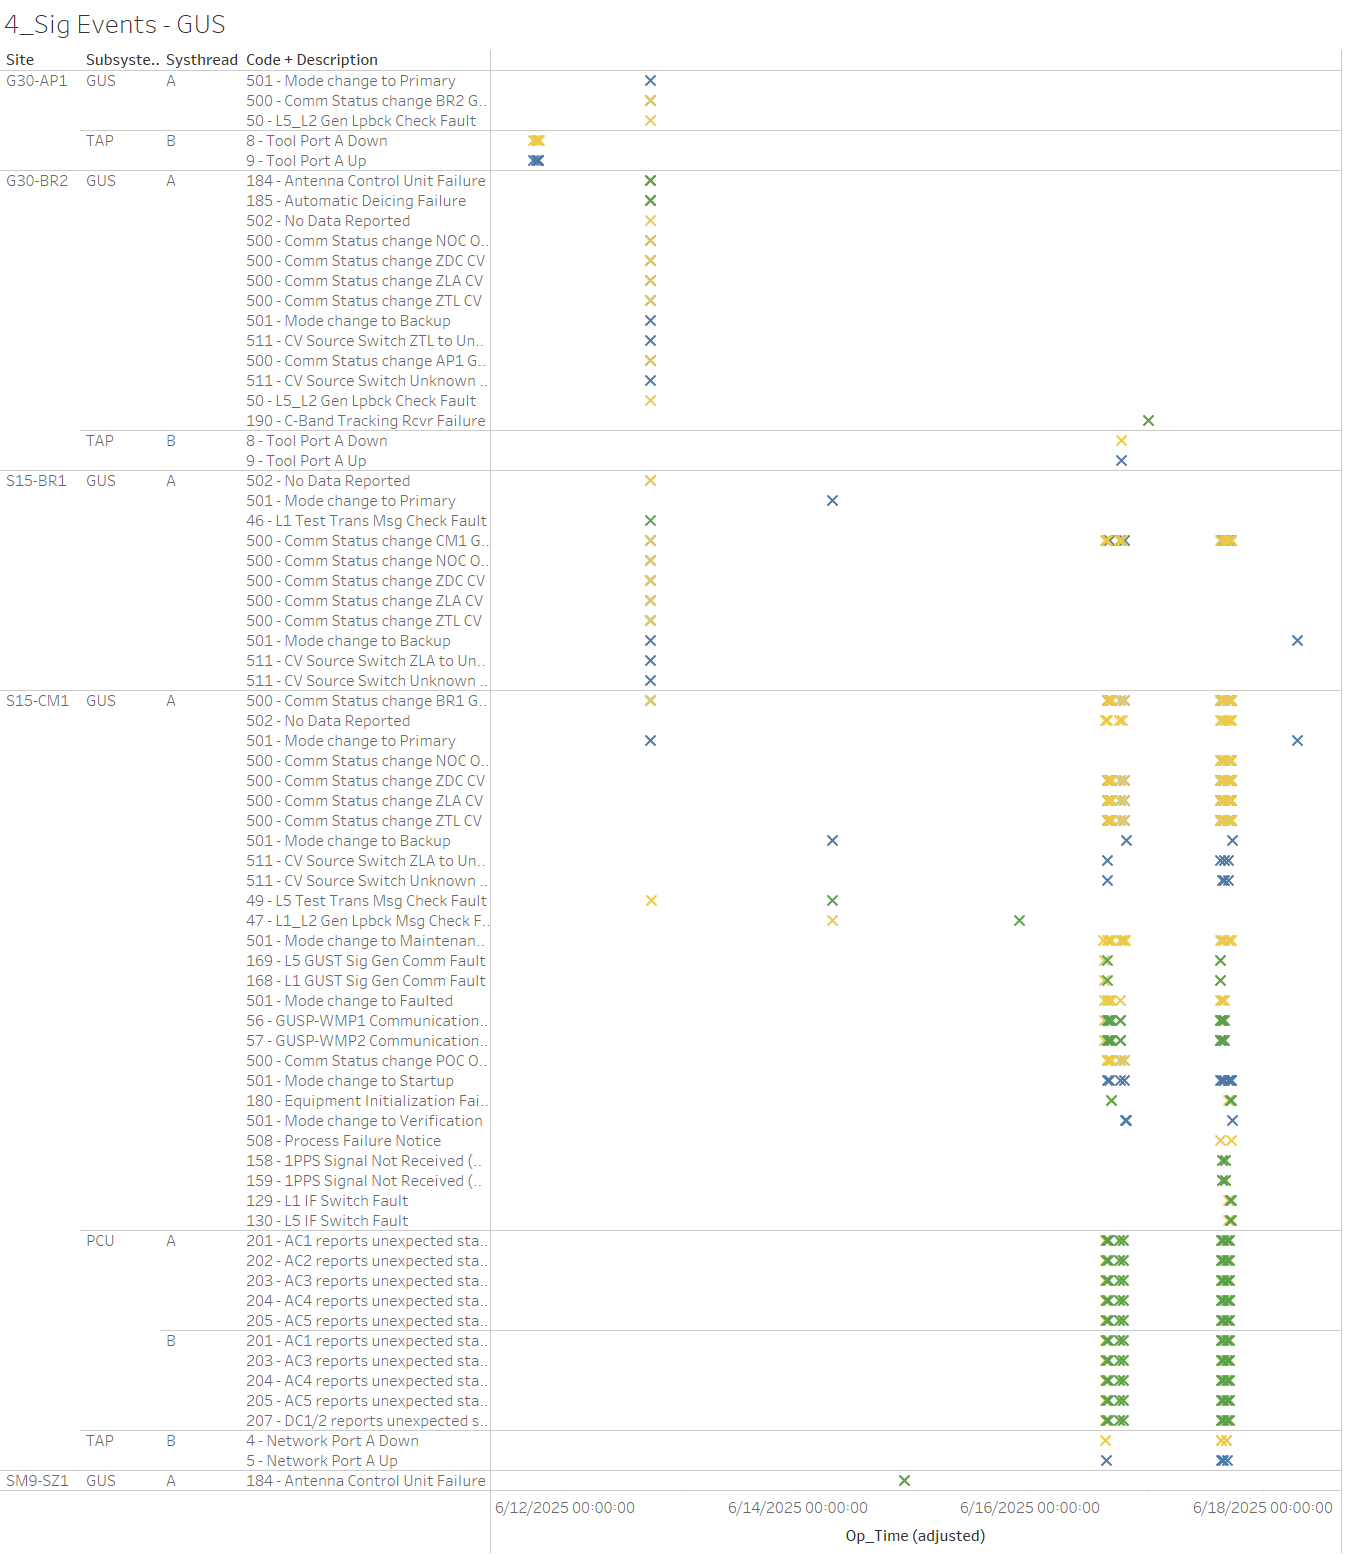 4_Sig Events - GUS
Site Subsyste.. Systhread Code + Description
G30-AP1 GUS A 501 - Mode change to Primary
500 - Comm Status change BR2 G..
50 - L5_L2 Gen Lpbck Check Fault
TAP B 8 - Tool Port A Down
9 - Tool Port A Up
G30-BR2 GUS A 184 - Antenna Control Unit Failure
185 - Automatic Deicing Failure
502 - No Data Reported
500 - Comm Status change NOC O..
500 - Comm Status change ZDC CV
500 - Comm Status change ZLA CV
500 - Comm Status change ZTL CV
501 - Mode change to Backup
511 - CV Source Switch ZTL to Un..
500 - Comm Status change AP1 G..
511 - CV Source Switch Unknown ..
50 - L5_L2 Gen Lpbck Check Fault
190 - C-Band Tracking Rcvr Failure
TAP B 8 - Tool Port A Down
9 - Tool Port A Up
S15-BR1 GUS A 502 - No Data Reported
501 - Mode change to Primary
46 - L1 Test Trans Msg Check Fault
500 - Comm Status change CM1 G..
500 - Comm Status change NOC O..
500 - Comm Status change ZDC CV
500 - Comm Status change ZLA CV
500 - Comm Status change ZTL CV
501 - Mode change to Backup
511 - CV Source Switch ZLA to Un..
511 - CV Source Switch Unknown ..
S15-CM1 GUS A 500 - Comm Status change BR1 G..
502 - No Data Reported
501 - Mode change to Primary
500 - Comm Status change NOC O..
500 - Comm Status change ZDC CV
500 - Comm Status change ZLA CV
500 - Comm Status change ZTL CV
501 - Mode change to Backup
511 - CV Source Switch ZLA to Un..
511 - CV Source Switch Unknown ..
49 - L5 Test Trans Msg Check Fault
47 - L1_L2 Gen Lpbck Msg Check F..
501 - Mode change to Maintenan..
169 - L5 GUST Sig Gen Comm Fault
168 - L1 GUST Sig Gen Comm Fault
501 - Mode change to Faulted
56 - GUSP-WMP1 Communication..
57 - GUSP-WMP2 Communication..
500 - Comm Status change POC O..
501 - Mode change to Startup
180 - Equipment Initialization Fai..
501 - Mode change to Verification
508 - Process Failure Notice
158 - 1PPS Signal Not Received (..
159 - 1PPS Signal Not Received (..
129 - L1 IF Switch Fault
130 - L5 IF Switch Fault
PCU A 201 - AC1 reports unexpected sta..
202 - AC2 reports unexpected sta..
203 - AC3 reports unexpected sta..
204 - AC4 reports unexpected sta..
205 - AC5 reports unexpected sta..
B 201 - AC1 reports unexpected sta..
203 - AC3 reports unexpected sta..
204 - AC4 reports unexpected sta..
205 - AC5 reports unexpected sta..
207 - DC1/2 reports unexpected s..
TAP B 4 - Network Port A Down
5 - Network Port A Up
SM9-SZ1 GUS A 184 - Antenna Control Unit Failure
6/12/2025 00:00:00 6/14/2025 00:00:00 6/16/2025 00:00:00 6/18/2025 00:00:00
Op_Time (adjusted)